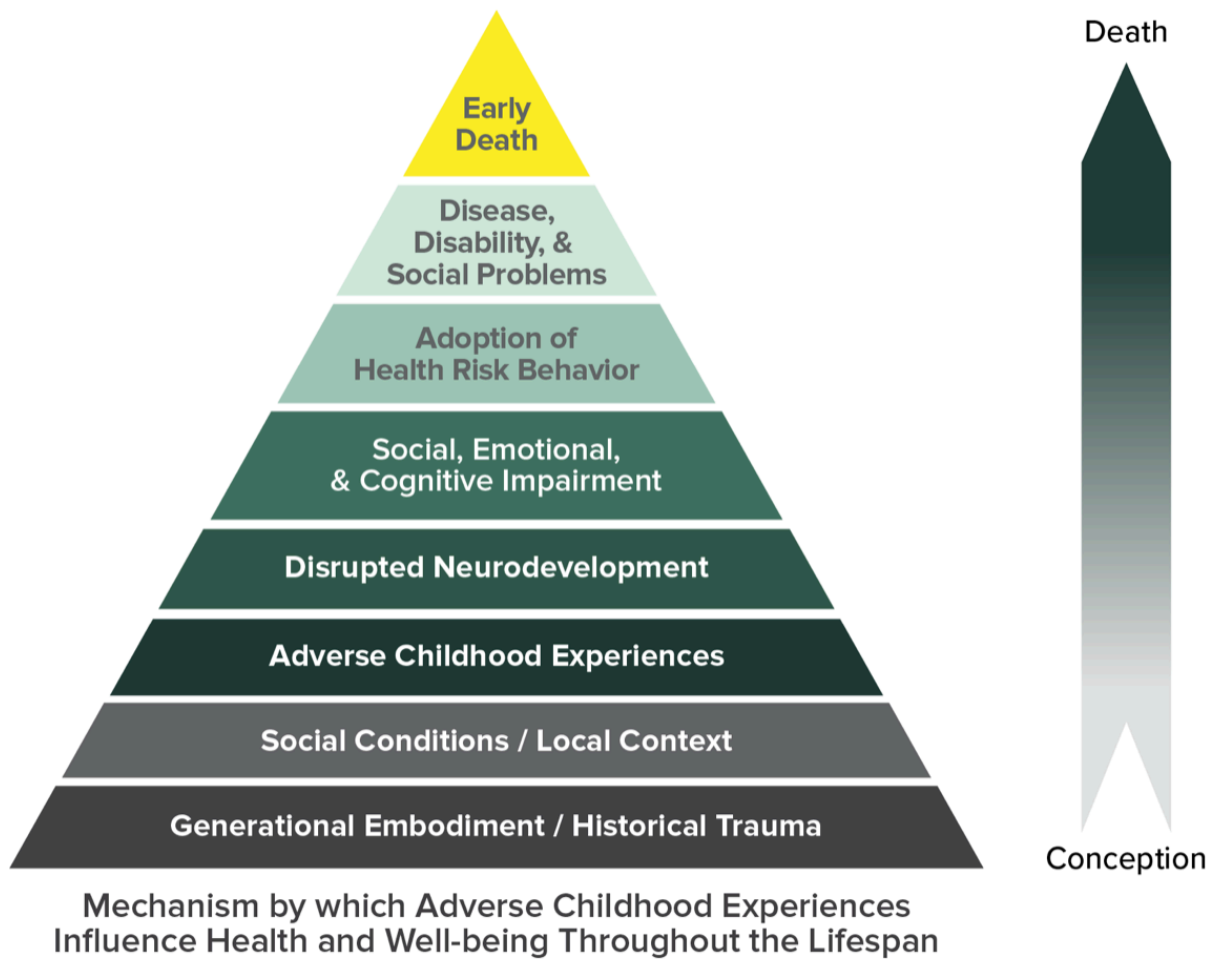 Death
Early
Death
Disease,
Disability, &
Social Problems
Adoption of
Health Risk Behavior
Social, Emotional,
& Cognitive Impairment
Disrupted Neurodevelopment
Adverse Childhood Experiences
Social Conditions / Local Context
Generational Embodiment / Historical Trauma
Conception
Mechanism by which Adverse Childhood Experiences
Influence Health and Well-being Throughout the Lifespan